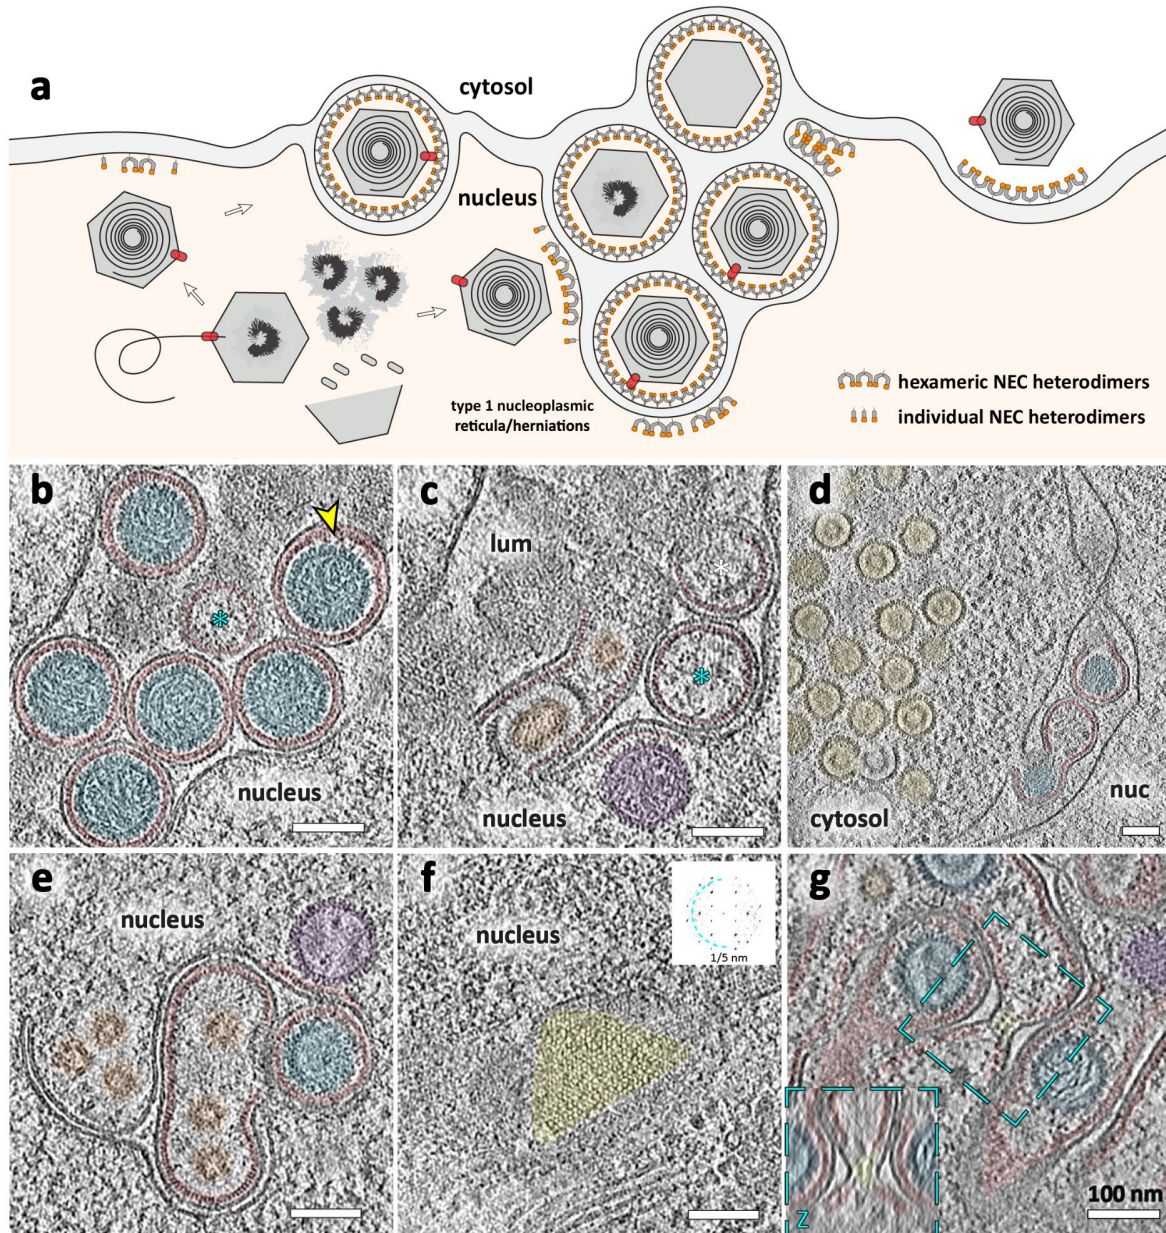 a
cytosol
nucleus
type 1 nucleoplasmic
reticula/herniations
hexameric NEC heterodimers
individual NEC heterodimers
b
*
nucleus
c
lum
*
*
nucleus
d
cytosol
nuc
e
nucleus
f
nucleus
1/5 nm
g
z
100 nm